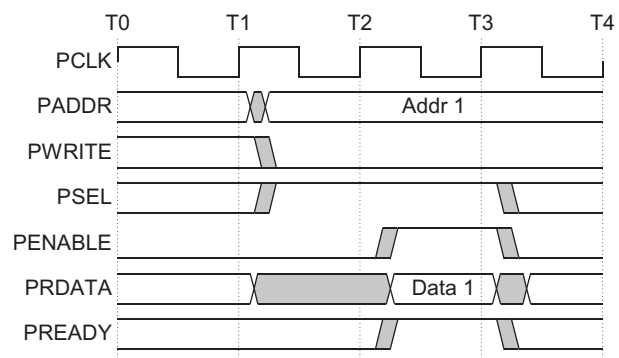 T0 T1 T2 T3 T4
PCLK
PADDR Addr 1
PWRITE
PSEL
PENABLE
PRDATA Data 1
PREADY